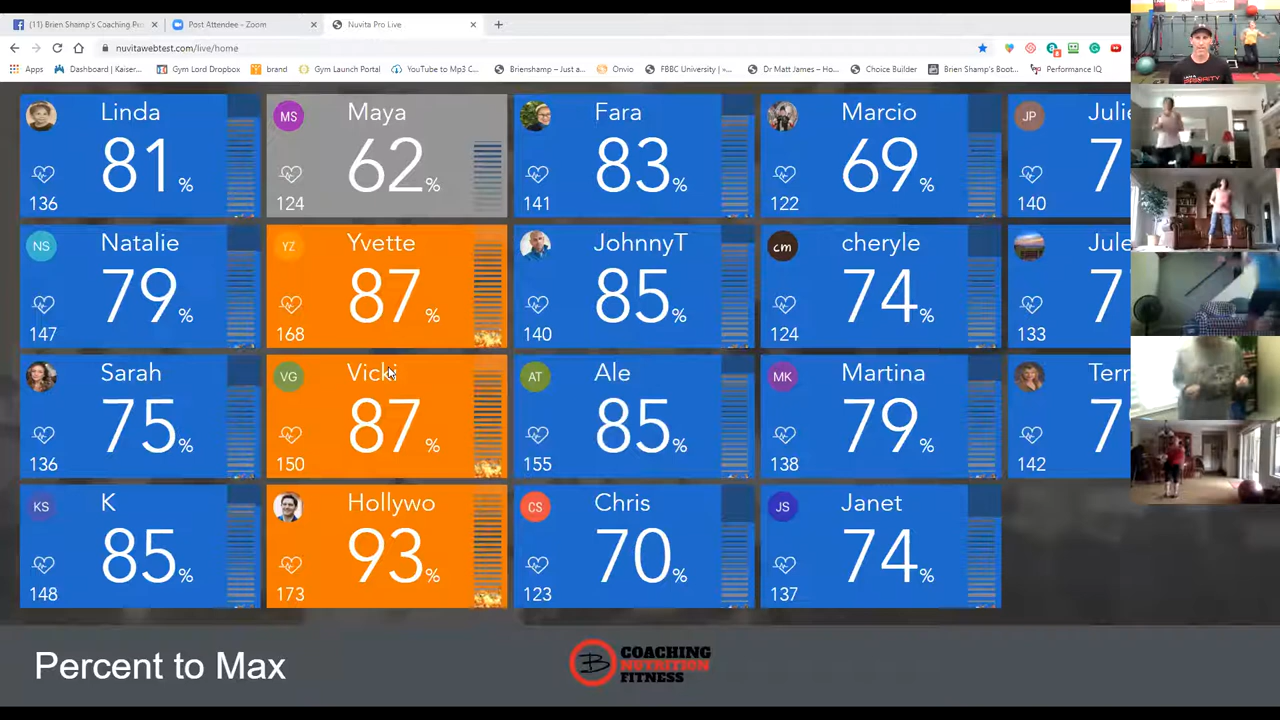 (11) Brien Shamp's Coaching Pr
Post Attendee - Zoom
Nuvita Pro Live
nuvitawebtest.com/live/home
Apps
Dashboard | Kaiser...
Gym Lord Dropbox
brand
Gym Launch Portal
YouTube to Mp3 C...
Brienshamp – Just a...
Onvio
FBBC University | »...
Dr Matt James – Ho...
Choice Builder
Brien Shamp's Boot...
Performance IQ
Linda
81%
136
MS
Maya
62%
124
Fara
83%
141
Marcio
69%
122
JP
Julie
7
140
NS
Natalie
79%
147
YZ
Yvette
87%
168
JohnnyT
85%
140
cm
cheryle
74%
124
Jule
7
133
Sarah
75%
136
VG
Vicki
87%
150
AT
Ale
85%
155
MK
Martina
79%
138
Terr
7
142
KS
K
85%
148
Hollywo
93%
173
CS
Chris
70%
123
JS
Janet
74%
137
Percent to Max
B
COACHING
NUTRITION
FITNESS